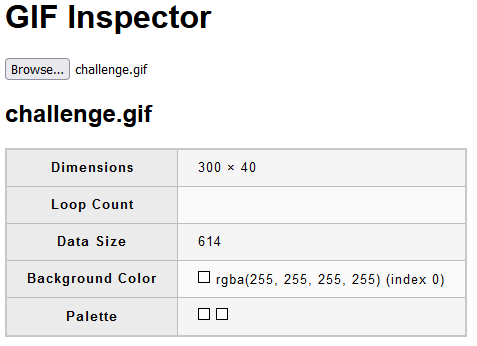 GIF Inspector
Browse... challenge.gif
challenge.gif
Dimensions 300 × 40
Loop Count
Data Size 614
Background Color rgba(255, 255, 255, 255) (index 0)
Palette